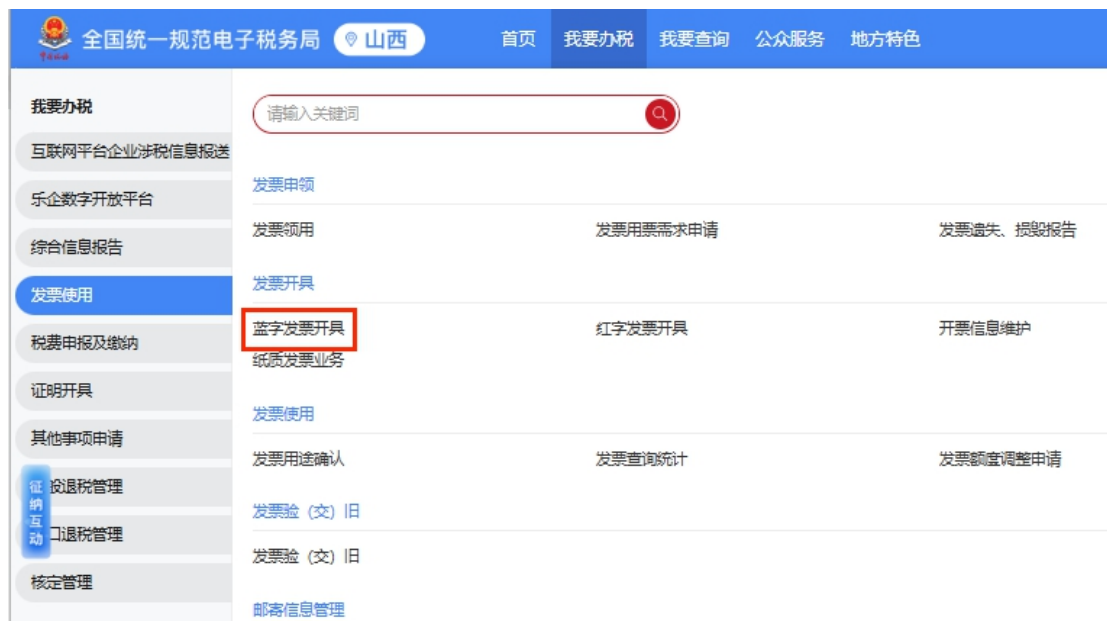 全国统一规范电子税务局 山西 首页 我要办税 我要查询 公众服务 地方特色
我要办税
互联网平台企业涉税信息报送
乐企数字开放平台
综合信息报告
发票使用
税费申报及缴纳
证明开具
其他事项申请
股退税管理
口退税管理
核定管理
征纳互动
请输入关键词
发票申领
发票领用 发票用票需求申请 发票遗失、损毁报告
发票开具
蓝字发票开具 红字发票开具 开票信息维护
纸质发票业务
发票使用
发票用途确认 发票查询统计 发票额度调整申请
发票验（交）旧
发票验（交）旧
邮寄信息管理